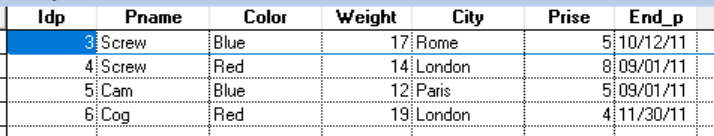 Idp Pname Color Weight City Prise End_p
3 Screw Blue 17 Rome 5 10/12/11
4 Screw Red 14 London 8 09/01/11
5 Cam Blue 12 Paris 5 09/01/11
6 Cog Red 19 London 4 11/30/11